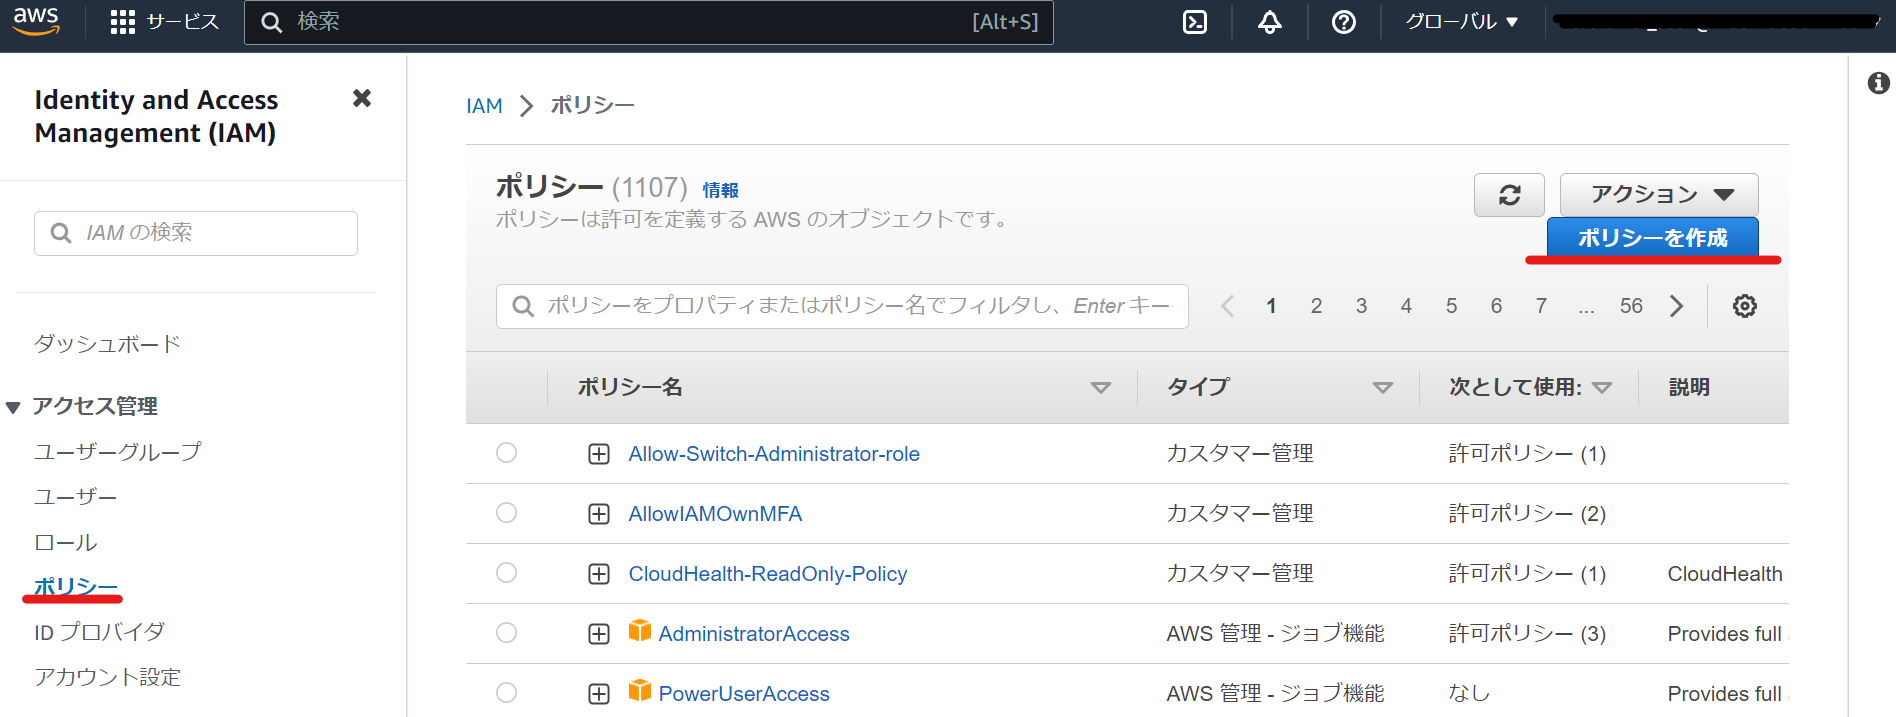 aws
サービス
検索
[Alt+S]
グローバル
Identity and Access
Management (IAM)
IAM の検索
ダッシュボード
アクセス管理
ユーザーグループ
ユーザー
ロール
ポリシー
ID プロバイダ
アカウント設定
IAM
ポリシー
ポリシー (1107) 情報
ポリシーは許可を定義する AWS のオブジェクトです。
アクション
ポリシーを作成
ポリシーをプロパティまたはポリシー名でフィルタし、Enter キー
1 2 3 4 5 6 7 ... 56
ポリシー名 タイプ 次として使用: 説明
Allow-Switch-Administrator-role カスタマー管理 許可ポリシー (1)
AllowIAMOwnMFA カスタマー管理 許可ポリシー (2)
CloudHealth-ReadOnly-Policy カスタマー管理 許可ポリシー (1) CloudHealth
AdministratorAccess AWS 管理 - ジョブ機能 許可ポリシー (3) Provides full
PowerUserAccess AWS 管理 - ジョブ機能 なし Provides full